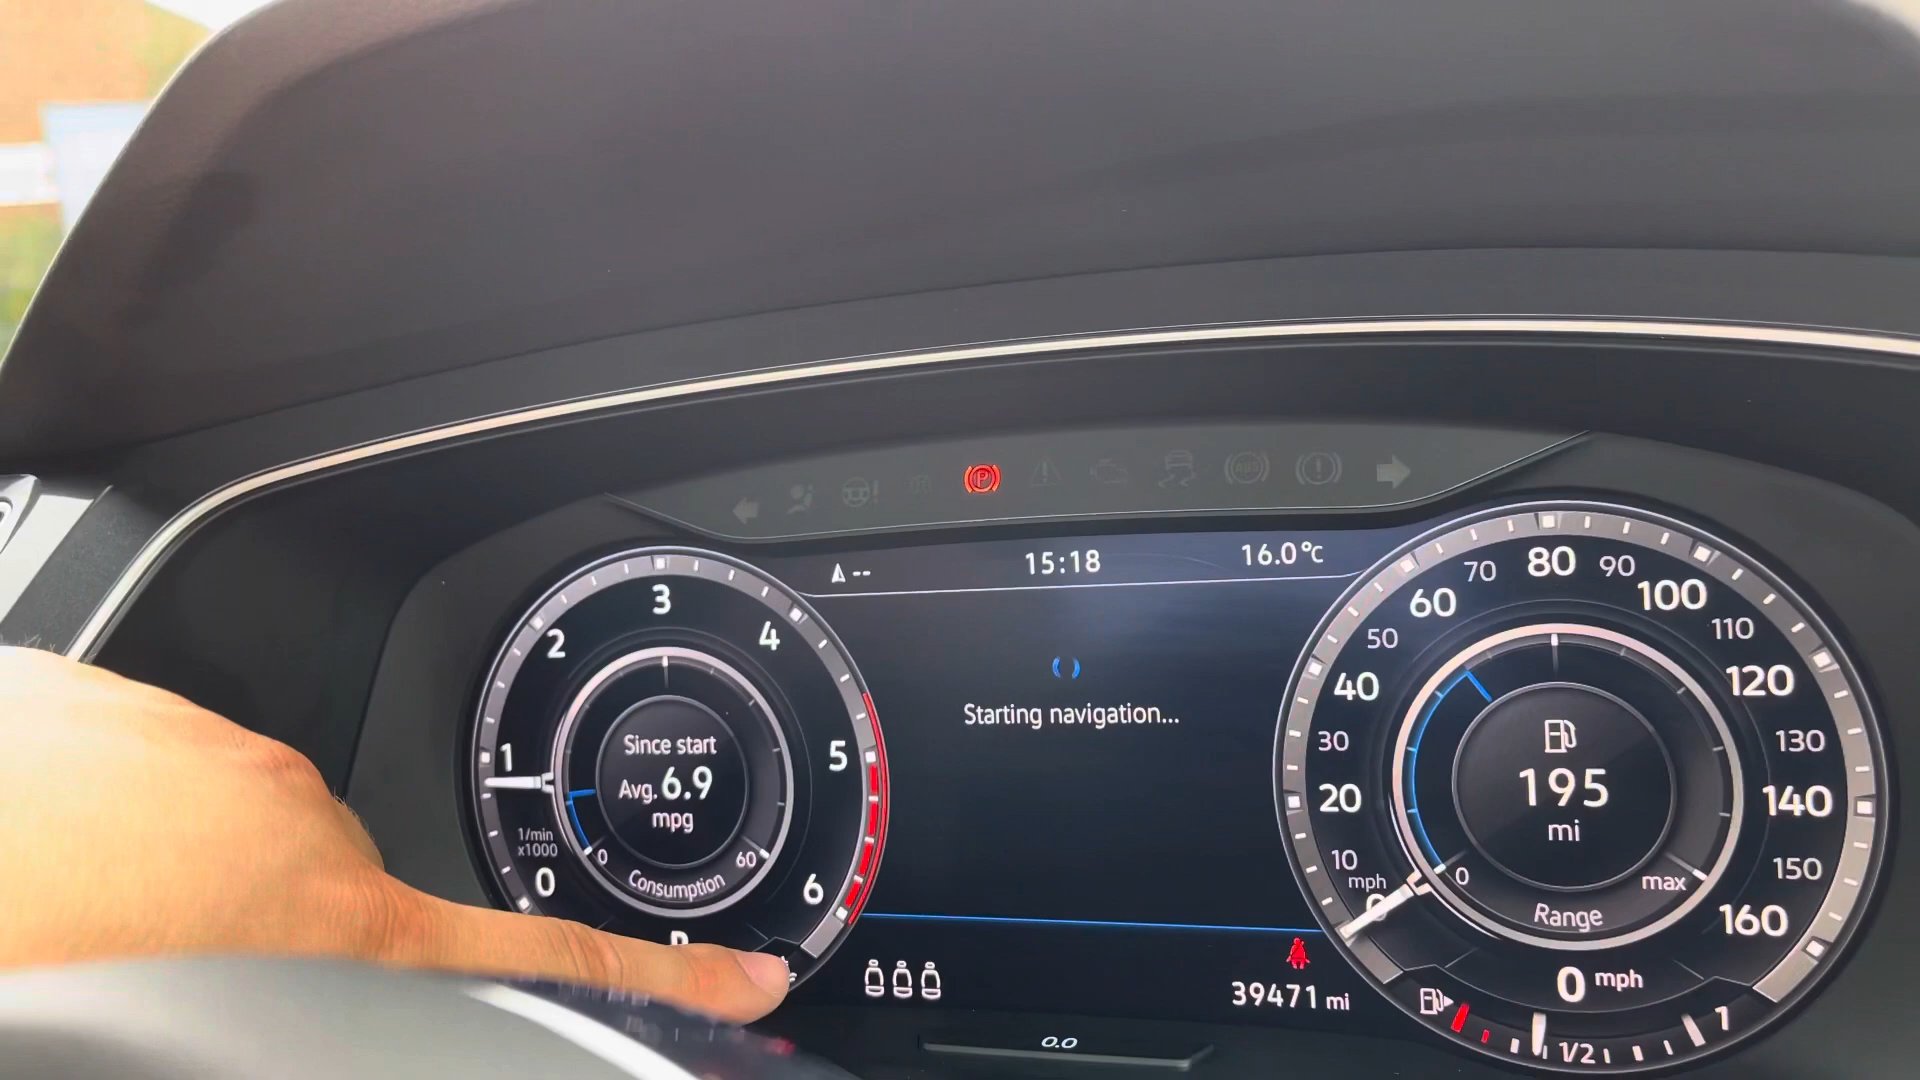 -- 15:18 16.0°C
Starting navigation...
0 1 2 3 4 5 6
1/min
x1000
Since start
Avg. 6.9
mpg
0 60
Consumption
P
0 10 20 30 40 50 60 70 80 90 100 110 120 130 140 150 160
mph
195
mi
0 max
Range
0 mph
39471 mi
0.0
1/2 1